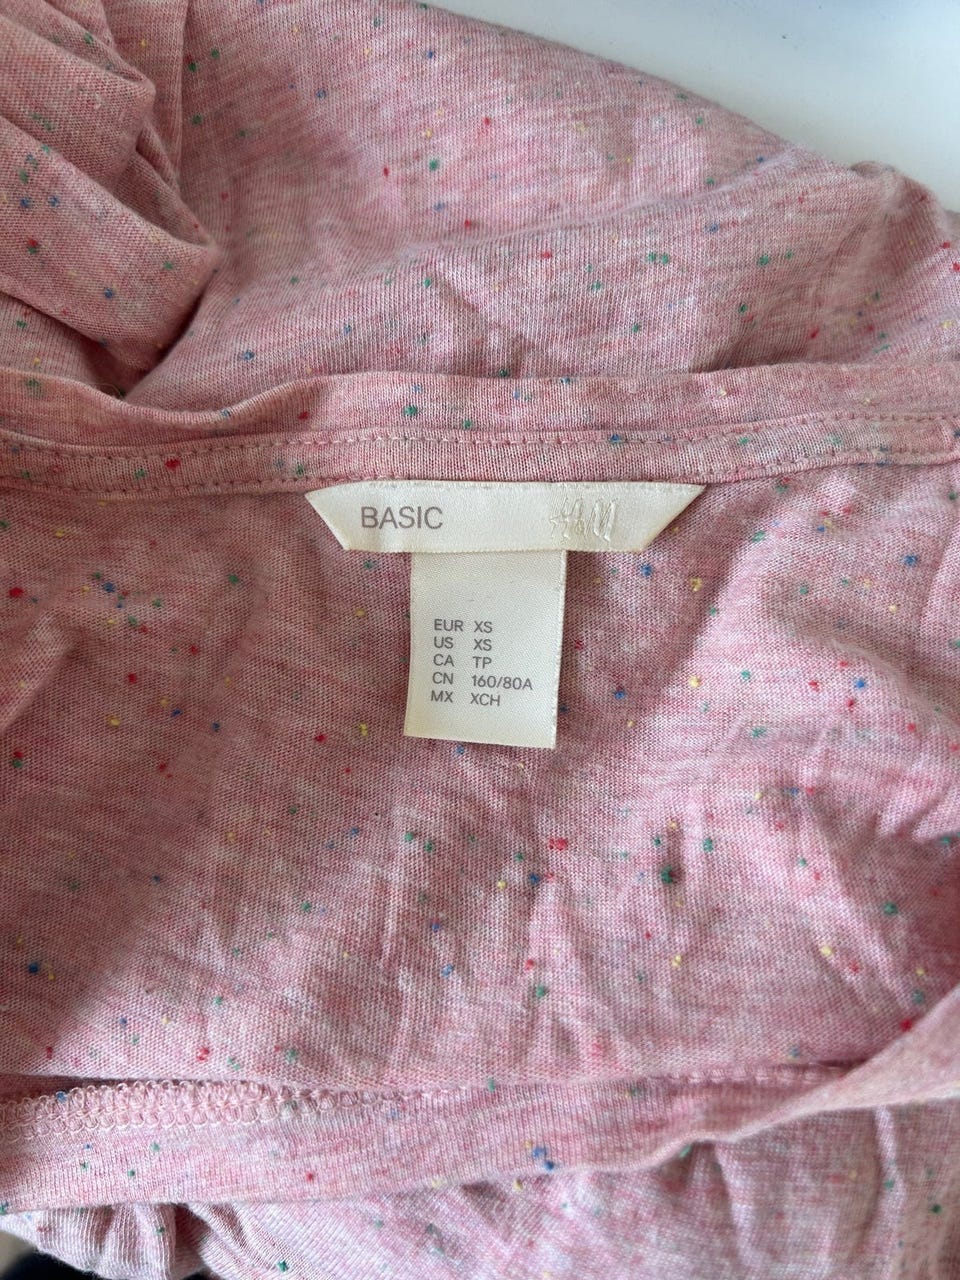 BASIC H&M
EUR XS
US XS
CA TP
CN 160/80A
MX XCH